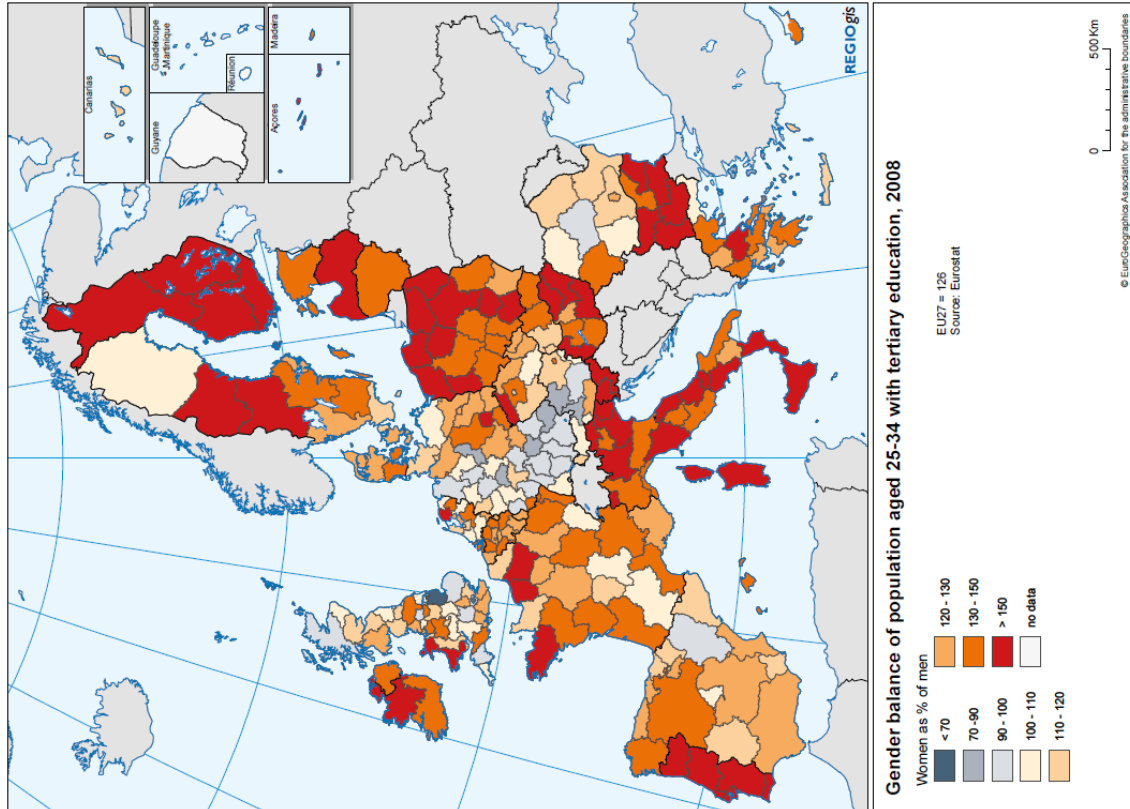 Canarias
Guyane
Guadeloupe
Martinique
Réunion
Açores
Madeira
REGIOgis
Gender balance of population aged 25-34 with tertiary education, 2008
Women as % of men
< 70
70 -90
90 - 100
100 - 110
110 - 120
120 - 130
130 - 150
> 150
no data
EU27 = 126
Source: Eurostat
0 500 Km
© EuroGeographics Association for the administrative boundaries